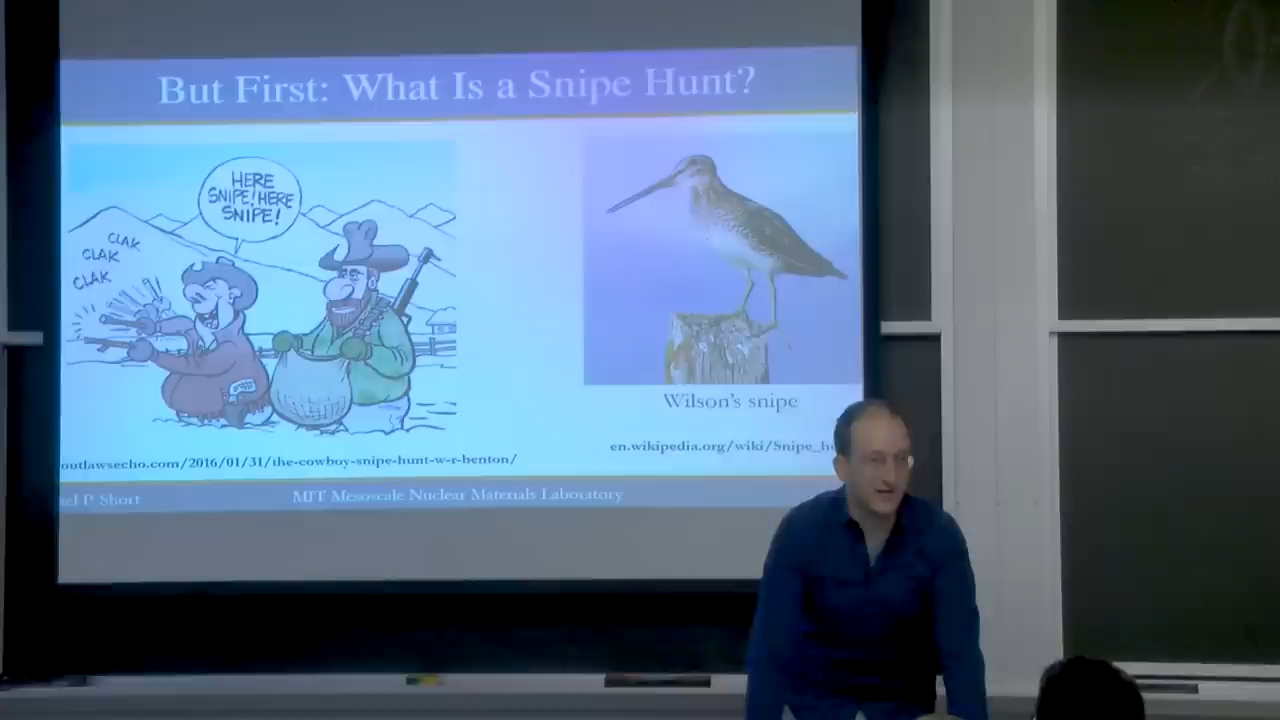 But First: What Is a Snipe Hunt?
HERE
SNIPE! HERE
SNIPE!
CLAK
CLAK
CLAK
Wilson's snipe
en.wikipedia.org/wiki/Snipe_h
outlawsecho.com/2016/01/31/the-cowboy-snipe-hunt-w-r-benton/
el P. Short
MIT Mesoscale Nuclear Materials Laboratory